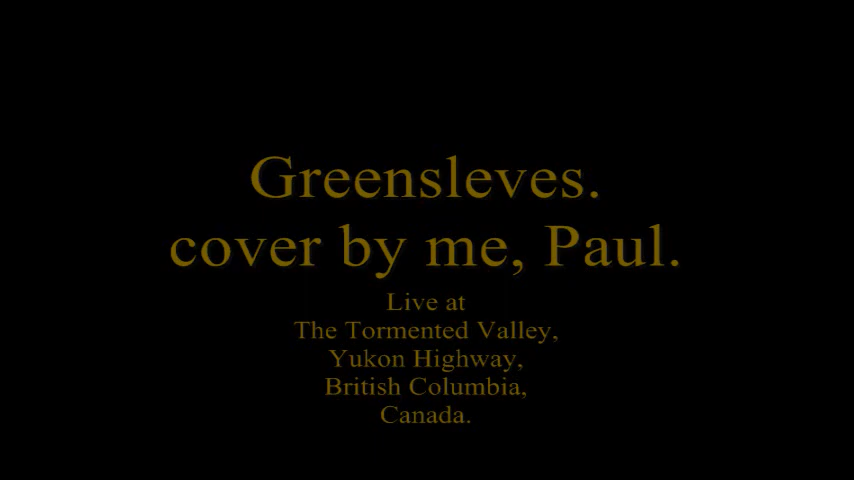 Greensleves.
cover by me, Paul.
Live at
The Tormented Valley,
Yukon Highway,
British Columbia,
Canada.